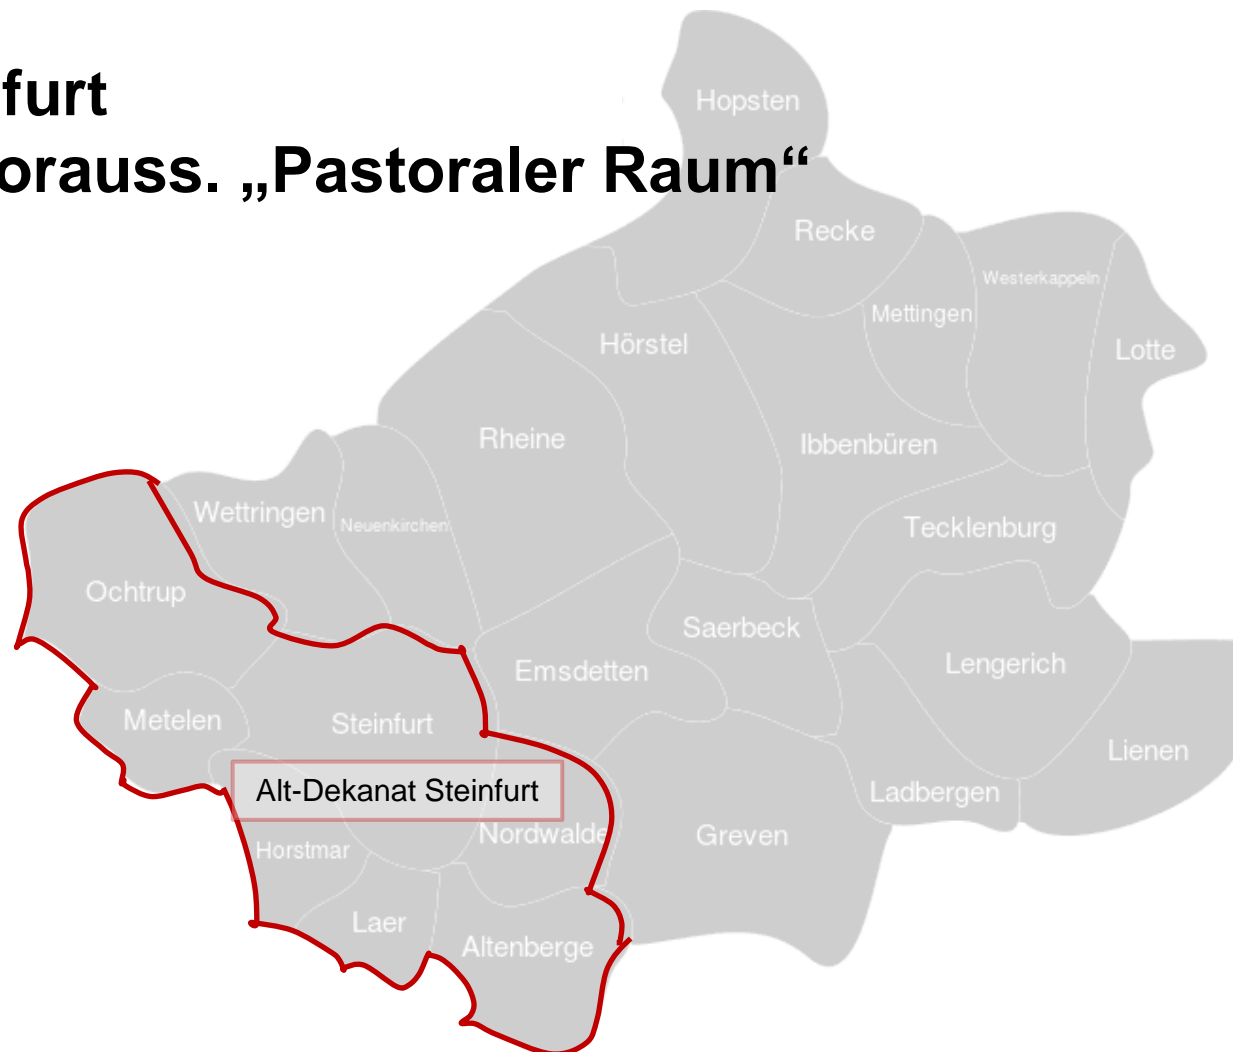 furt
orauss. „Pastoraler Raum“
Hopsten
Recke
Westerkappeln
Mettingen
Hörstel
Lotte
Rheine
Ibbenbüren
Wettringen
Neuenkirchen
Tecklenburg
Ochtrup
Saerbeck
Emsdetten
Lengerich
Metelen
Steinfurt
Lienen
Alt-Dekanat Steinfurt
Ladbergen
Nordwalde
Greven
Horstmar
Laer
Altenberge